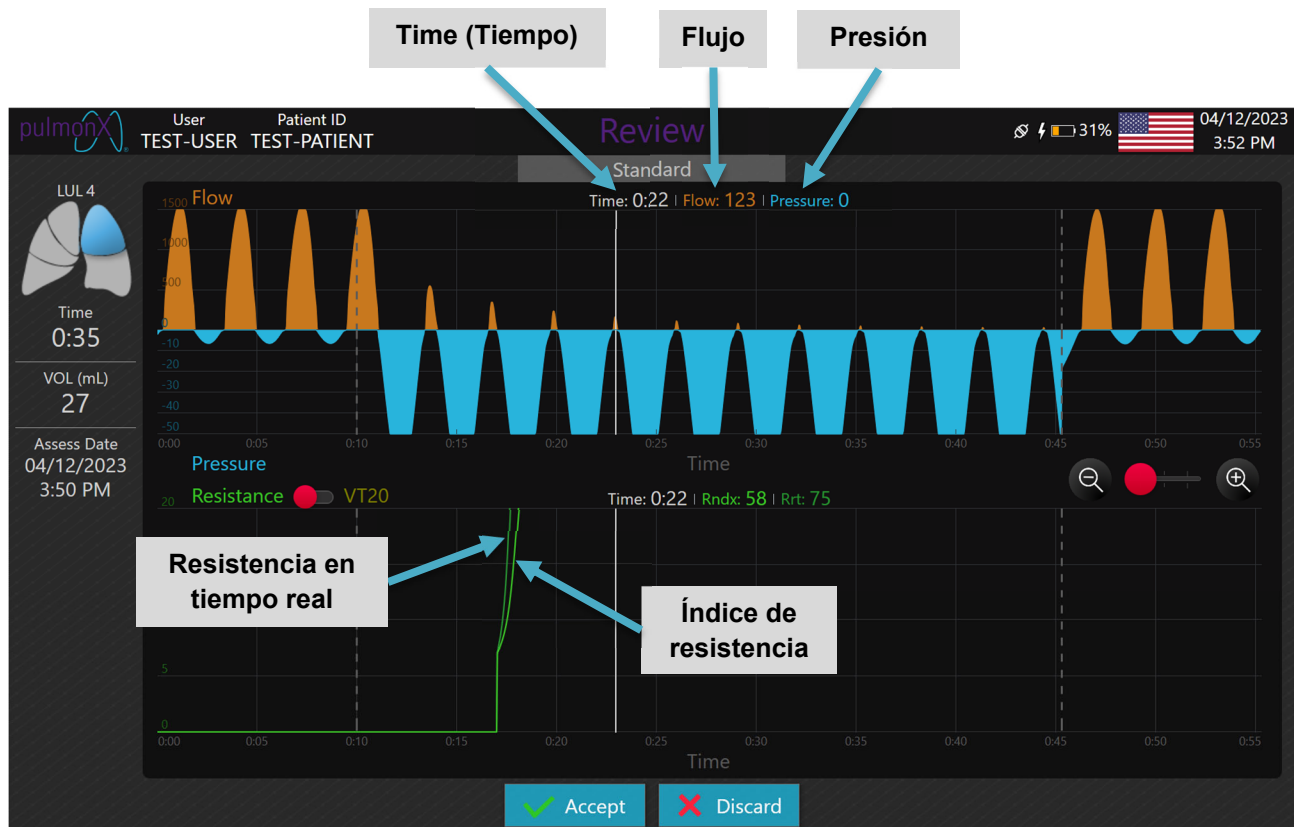 Time (Tiempo)
Flujo
Presión
pulmonX®
User
TEST-USER
Patient ID
TEST-PATIENT
Review
31%
04/12/2023
3:52 PM
Standard
LUL 4
Time
0:35
VOL (mL)
27
Assess Date
04/12/2023
3:50 PM
1500 Flow
Time: 0:22 | Flow: 123 | Pressure: 0
1000
500
0
-10
-20
-30
-40
-50
0:00 0:05 0:10 0:15 0:20 0:25 0:30 0:35 0:40 0:45 0:50 0:55
Pressure
Time
Resistance VT20
Time: 0:22 | Rndx: 58 | Rrt: 75
20
Resistencia en
tiempo real
Índice de
resistencia
5
0
0:00 0:05 0:10 0:15 0:20 0:25 0:30 0:35 0:40 0:45 0:50 0:55
Time
Accept
Discard